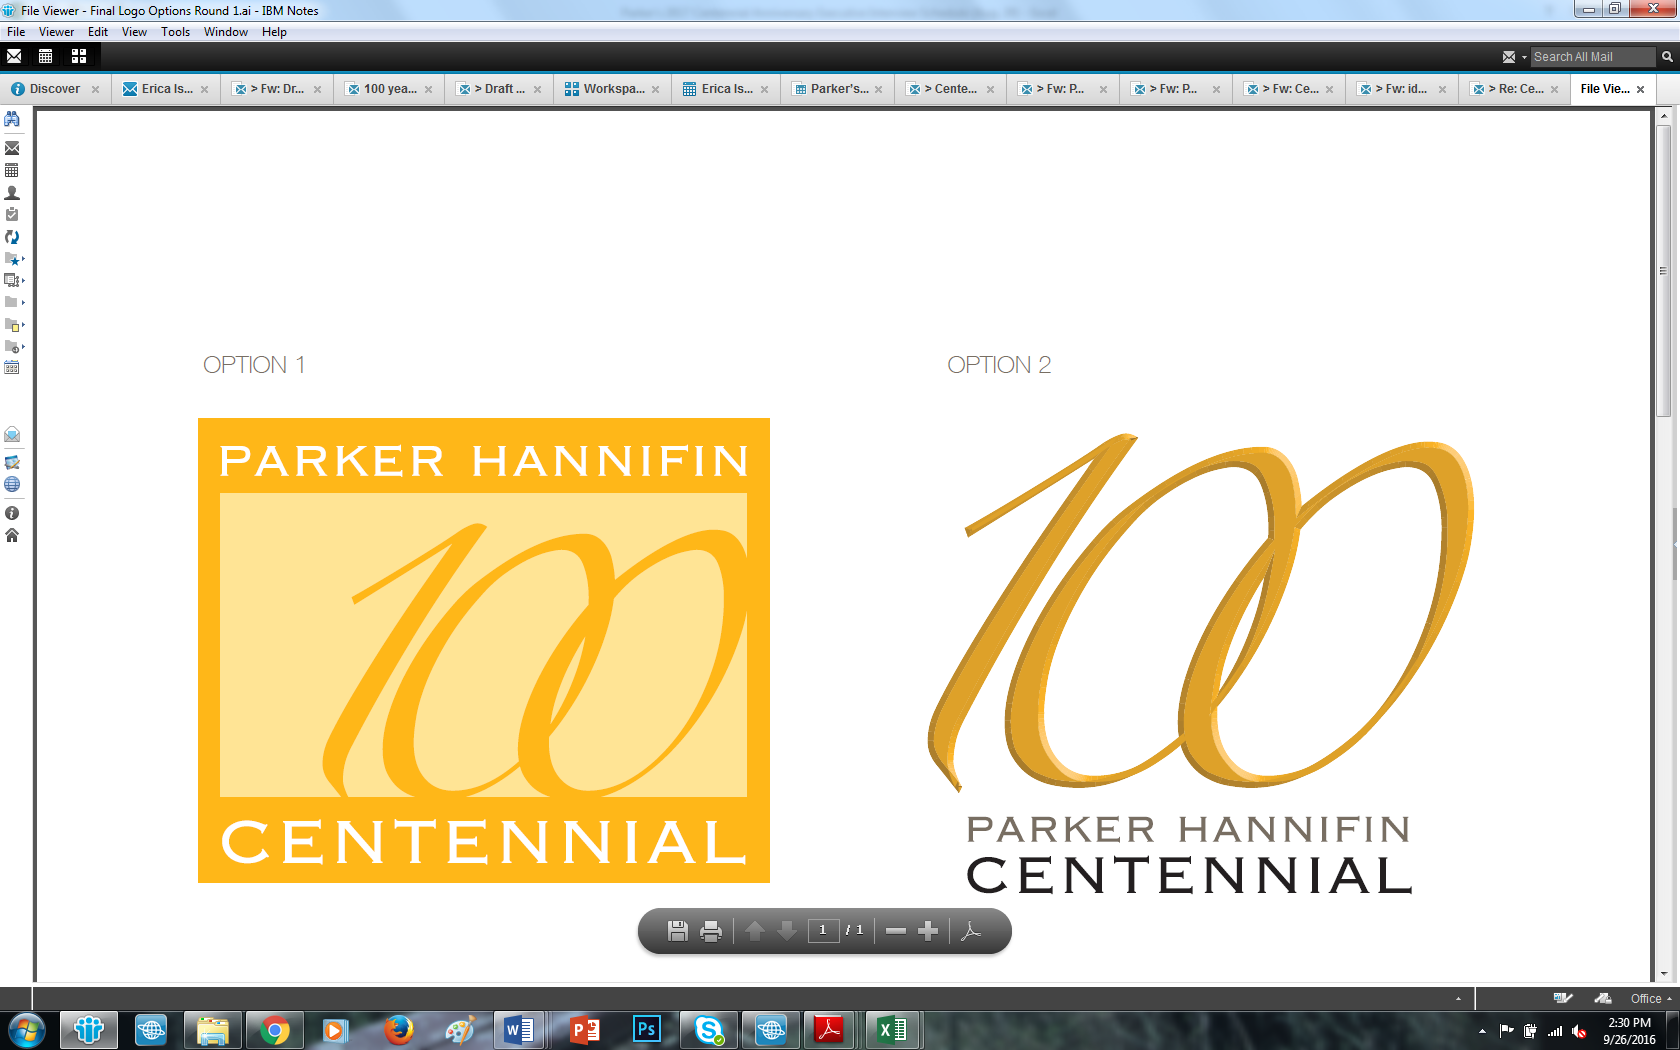 File Viewer - Final Logo Options Round 1.ai - IBM Notes
File Viewer Edit View Tools Window Help
Search All Mail
Discover Erica Is... > Fw: Dr... 100 yea... > Draft ... Workspa... Erica Is... Parker's... > Cente... > Fw: P... > Fw: P... > Fw: Ce... > Fw: id... > Re: Ce... File Vie...
OPTION 1
PARKER HANNIFIN
100
CENTENNIAL
OPTION 2
100
PARKER HANNIFIN
CENTENNIAL
1 / 1
Office
2:30 PM
9/26/2016